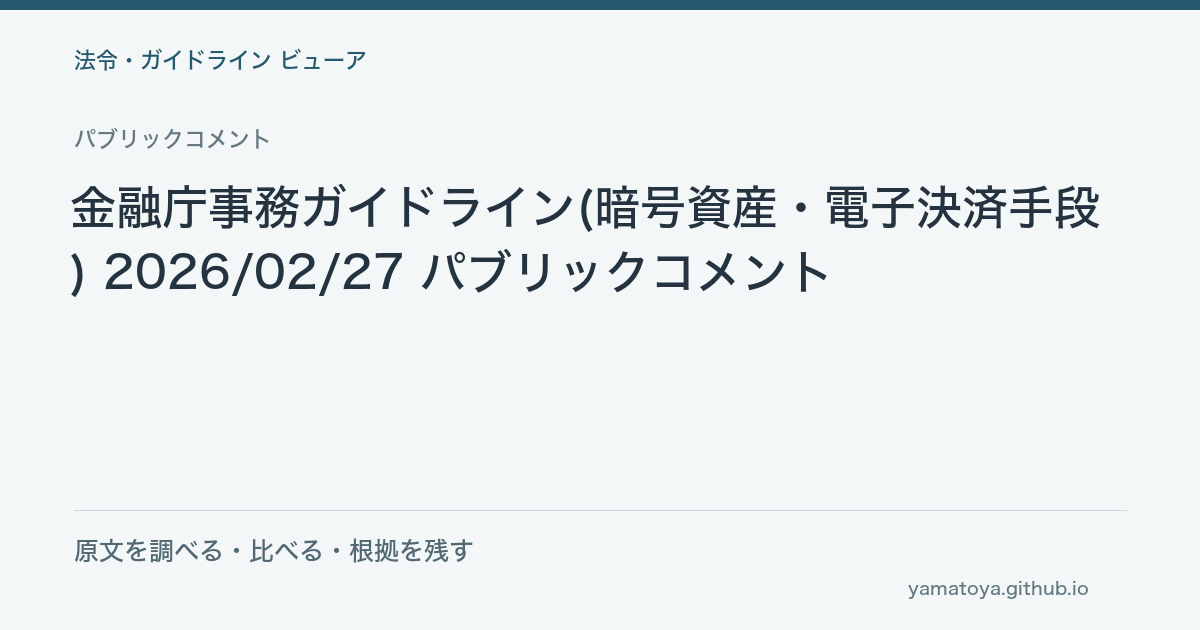 法令・ガイドライン ビューア
パブリックコメント
金融庁事務ガイドライン(暗号資産・電子決済手段
) 2026/02/27 パブリックコメント
原文を調べる・比べる・根拠を残す
yamatoya.github.io